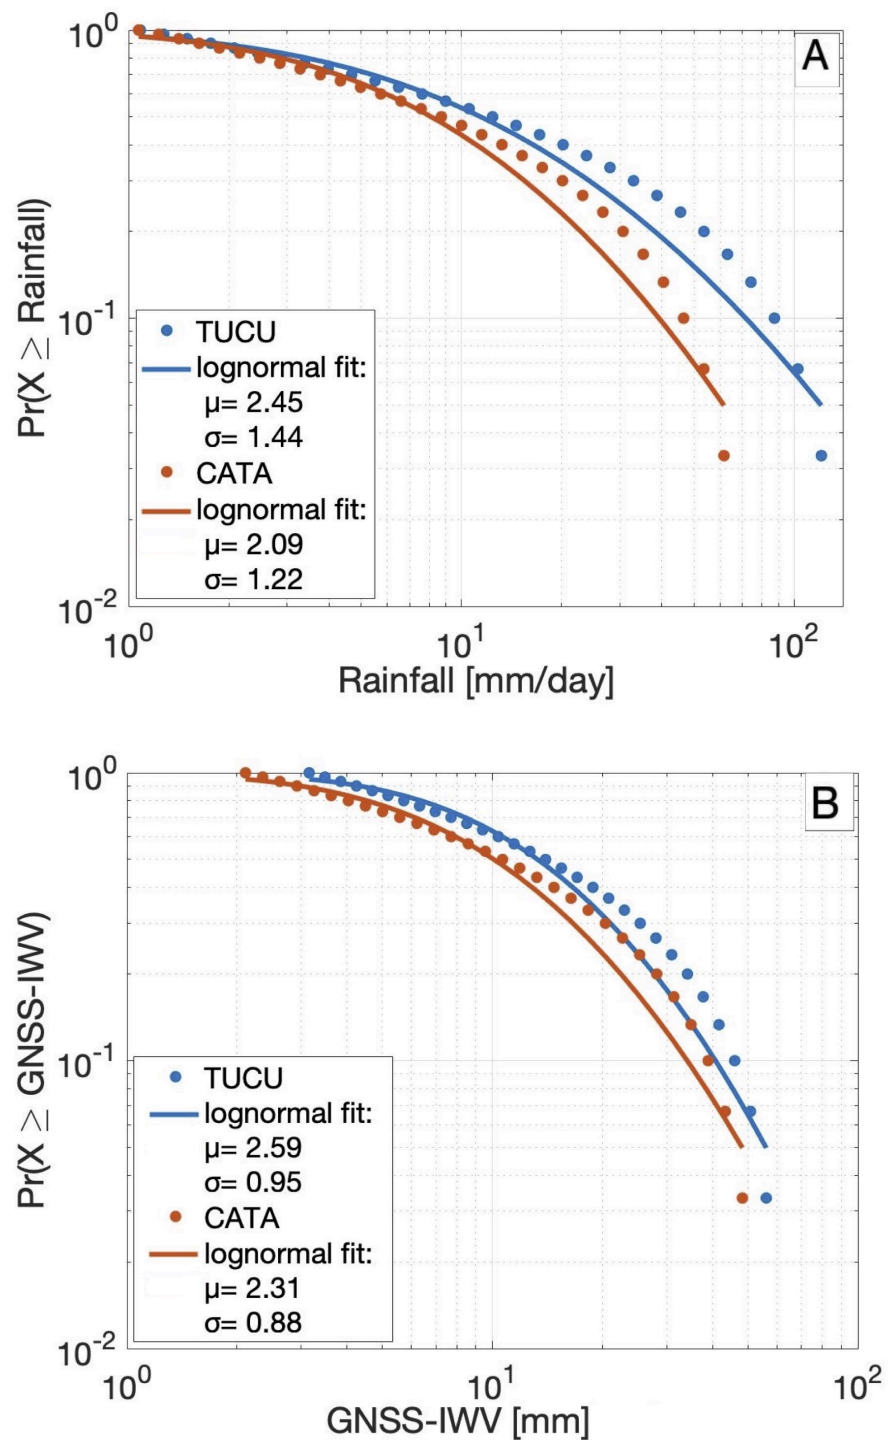 A
10⁰
10⁻¹
10⁻²
Pr(X ≥ Rainfall)
TUCU
lognormal fit:
μ= 2.45
σ= 1.44
CATA
lognormal fit:
μ= 2.09
σ= 1.22
10⁰ 10¹ 10²
Rainfall [mm/day]
B
10⁰
10⁻¹
10⁻²
Pr(X ≥ GNSS-IWV)
TUCU
lognormal fit:
μ= 2.59
σ= 0.95
CATA
lognormal fit:
μ= 2.31
σ= 0.88
10⁰ 10¹ 10²
GNSS-IWV [mm]